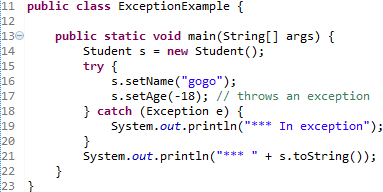 11 public class ExceptionExample {
12
13 public static void main(String[] args) {
14 Student s = new Student();
15 try {
16 s.setName("gogo");
17 s.setAge(-18); // throws an exception
18 } catch (Exception e) {
19 System.out.println("*** In exception");
20 }
21 System.out.println("*** " + s.toString());
22 }
23 }